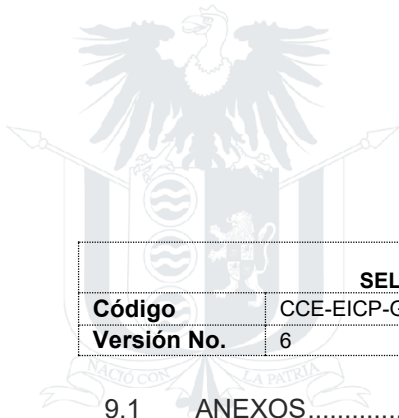 SEL
Código CCE-EICP-G
Versión No. 6
NACIÓ CON LA PATRIA
9.1 ANEXOS.............